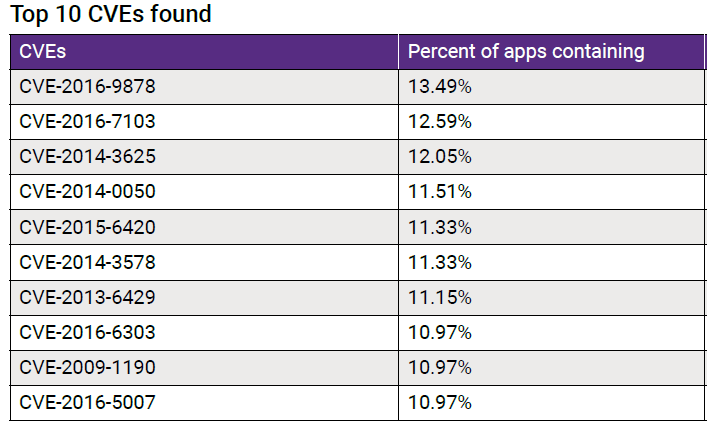 Top 10 CVEs found
CVEs Percent of apps containing
CVE-2016-9878 13.49%
CVE-2016-7103 12.59%
CVE-2014-3625 12.05%
CVE-2014-0050 11.51%
CVE-2015-6420 11.33%
CVE-2014-3578 11.33%
CVE-2013-6429 11.15%
CVE-2016-6303 10.97%
CVE-2009-1190 10.97%
CVE-2016-5007 10.97%